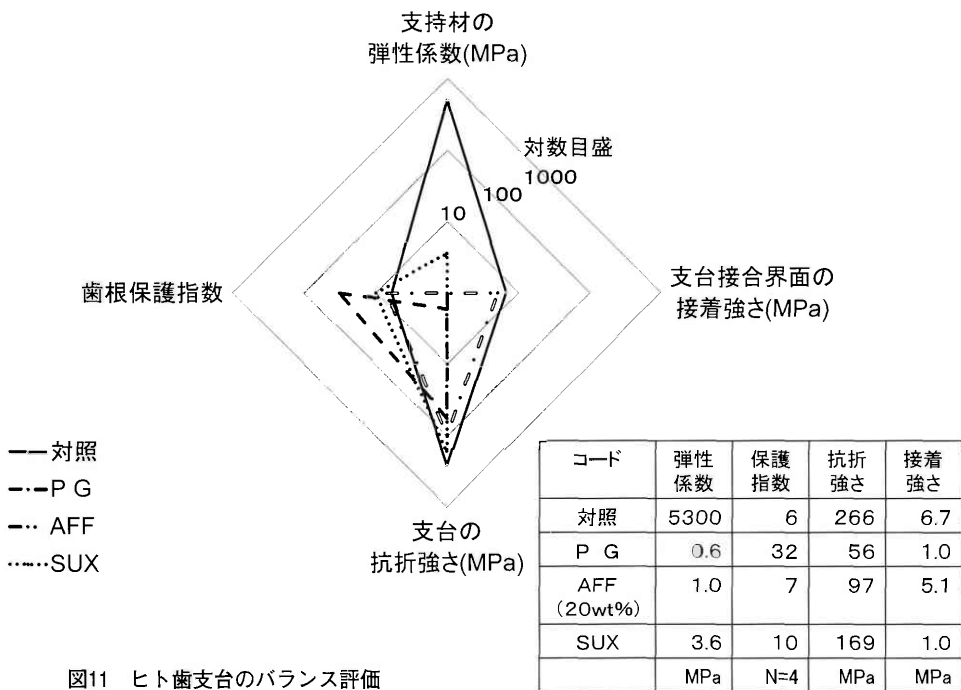 支持材の
弾性係数(MPa)
対数目盛
1000
100
10
歯根保護指数
支台接合界面の
接着強さ(MPa)
支台の
抗折強さ(MPa)
対照
P G
AFF
SUX
コード 弾性係数 保護指数 抗折強さ 接着強さ
対照 5300 6 266 6.7
P G 0.6 32 56 1.0
AFF (20wt%) 1.0 7 97 5.1
SUX 3.6 10 169 1.0
MPa N=4 MPa MPa
図11 ヒト歯支台のバランス評価